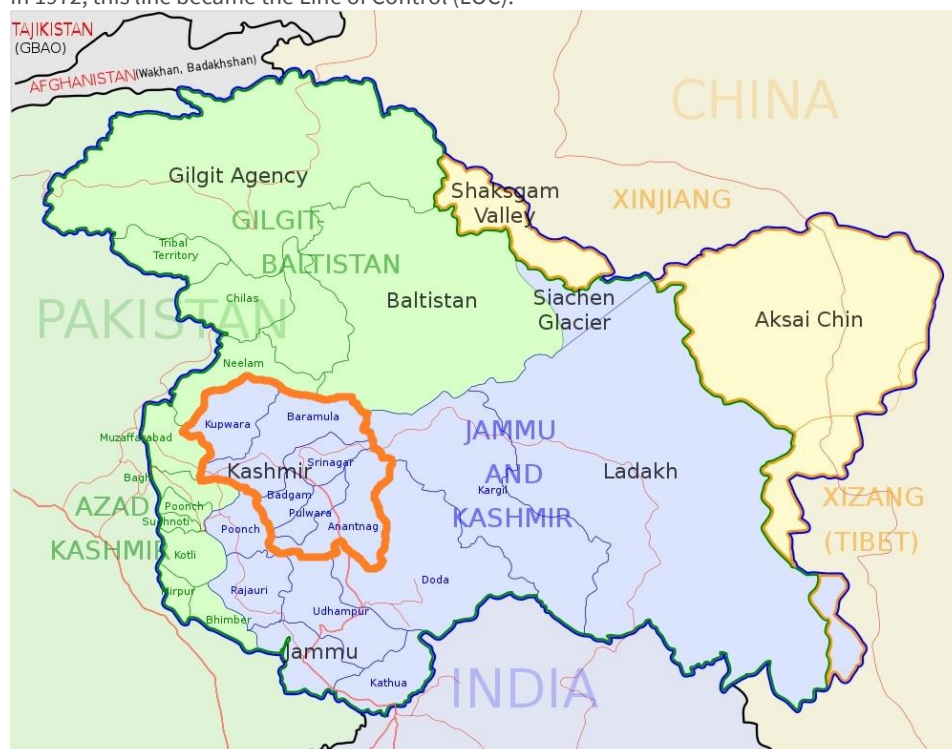 In 1972, this line became the Line of Control (LOC).
TAJIKISTAN
(GBAO)
AFGHANISTAN(Wakhan, Badakhshan)
CHINA
Gilgit Agency
Shaksgam
Valley
XINJIANG
GILGIT-
BALTISTAN
Tribal
Territory
Chilas
Baltistan
Siachen
Glacier
Aksai Chin
PAKISTAN
Neelam
Kupwara
Baramula
Muzaffarabad
JAMMU
AND
KASHMIR
Kashmir
Srinagar
Ladakh
Bagh
Badgam
Kargil
Pulwara
Anantnag
AZAD
KASHMIR
Poonch
Sudhnoti
Poonch
Kotli
XIZANG
(TIBET)
Mirpur
Rajauri
Doda
Bhimber
Udhampur
Jammu
Kathua
INDIA